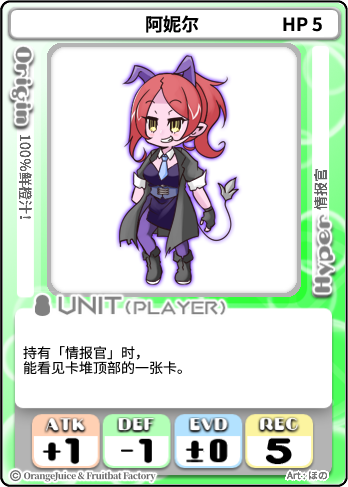 阿妮尔 HP 5
Origin
100%鲜橙汁!
Hyper 情报官
UNIT (PLAYER)
持有「情报官」时,
能看见卡堆顶部的一张卡。
ATK DEF EVD REC
+1 -1 ±0 5
© OrangeJuice & Fruitbat Factory Art : ほの